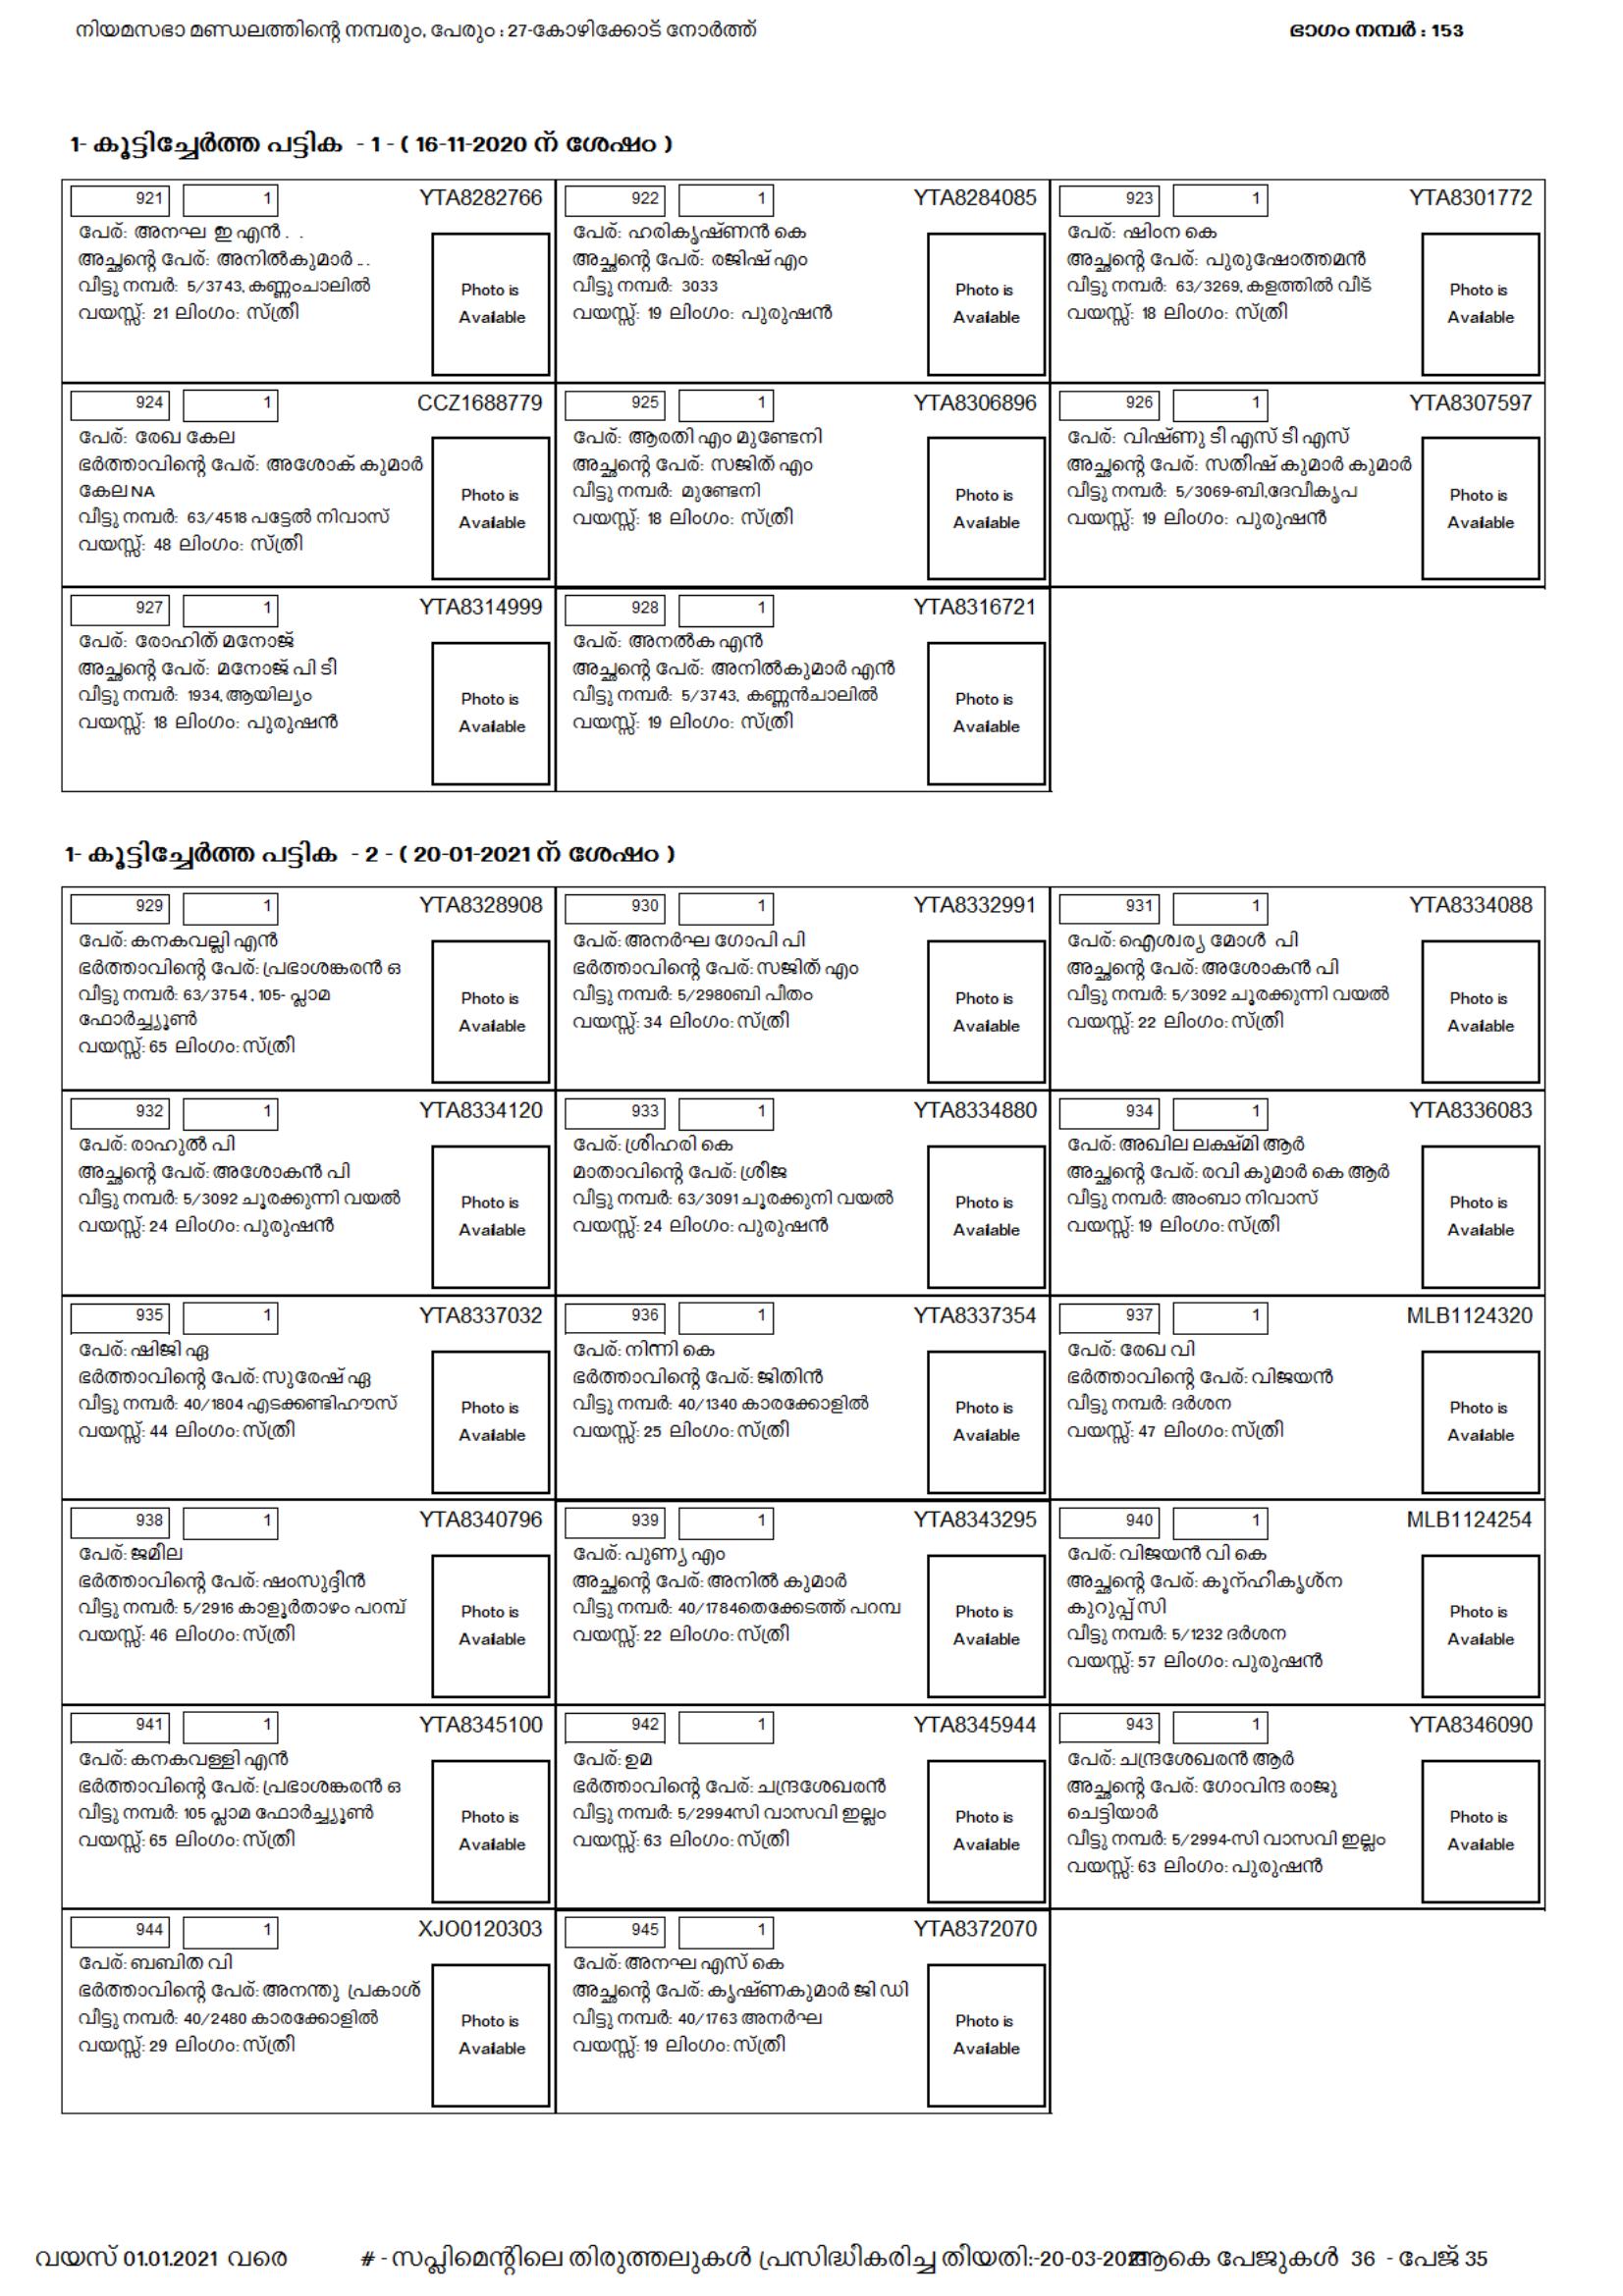 നിയമസഭാ മണ്ഡലത്തിന്റെ നമ്പരും, പേരും : 27-കോഴിക്കോട് നോർത്ത്
ഭാഗം നമ്പർ : 153
1- കൂട്ടിച്ചേർത്ത പട്ടിക - 1 - ( 16-11-2020 ന് ശേഷം )
921 1 YTA8282766
പേര്: അനഘ ഇ എൻ . .
അച്ഛന്റെ പേര്: അനിൽകുമാർ .. .
വീട്ടു നമ്പർ: 5/3743, കണ്ണംചാലിൽ
വയസ്സ്: 21 ലിംഗം: സ്ത്രീ
Photo is
Available
922 1 YTA8284085
പേര്: ഹരികൃഷ്ണൻ കെ
അച്ഛന്റെ പേര്: രജിഷ് എം
വീട്ടു നമ്പർ: 3033
വയസ്സ്: 19 ലിംഗം: പുരുഷൻ
Photo is
Available
923 1 YTA8301772
പേര്: ഷിംന കെ
അച്ഛന്റെ പേര്: പുരുഷോത്തമൻ
വീട്ടു നമ്പർ: 63/3269, കളത്തിൽ വീട്
വയസ്സ്: 18 ലിംഗം: സ്ത്രീ
Photo is
Available
924 1 CCZ1688779
പേര്: രേഖ കേല
ഭർത്താവിന്റെ പേര്: അശോക് കുമാർ
കേല NA
വീട്ടു നമ്പർ: 63/4518 പട്ടേൽ നിവാസ്
വയസ്സ്: 48 ലിംഗം: സ്ത്രീ
Photo is
Available
925 1 YTA8306896
പേര്: ആരതി എം മുണ്ടേനി
അച്ഛന്റെ പേര്: സജിത് എം
വീട്ടു നമ്പർ: മുണ്ടേനി
വയസ്സ്: 18 ലിംഗം: സ്ത്രീ
Photo is
Available
926 1 YTA8307597
പേര്: വിഷ്ണു ടി എസ് ടി എസ്
അച്ഛന്റെ പേര്: സതീഷ് കുമാർ കുമാർ
വീട്ടു നമ്പർ: 5/3069-ബി,ദേവീകൃപ
വയസ്സ്: 19 ലിംഗം: പുരുഷൻ
Photo is
Available
927 1 YTA8314999
പേര്: രോഹിത് മനോജ്
അച്ഛന്റെ പേര്: മനോജ് പി ടി
വീട്ടു നമ്പർ: 1934,ആയില്യം
വയസ്സ്: 18 ലിംഗം: പുരുഷൻ
Photo is
Available
928 1 YTA8316721
പേര്: അനൽക എൻ
അച്ഛന്റെ പേര്: അനിൽകുമാർ എൻ
വീട്ടു നമ്പർ: 5/3743, കണ്ണൻചാലിൽ
വയസ്സ്: 19 ലിംഗം: സ്ത്രീ
Photo is
Available
1- കൂട്ടിച്ചേർത്ത പട്ടിക - 2 - ( 20-01-2021 ന് ശേഷം )
929 1 YTA8328908
പേര്: കനകവല്ലി എൻ
ഭർത്താവിന്റെ പേര്: പ്രഭാശങ്കരൻ ഒ
വീട്ടു നമ്പർ: 63/3754 , 105- പ്ലാമ
ഫോർച്ച്യൂൺ
വയസ്സ്: 65 ലിംഗം: സ്ത്രീ
Photo is
Available
930 1 YTA8332991
പേര്: അനർഘ ഗോപി പി
ഭർത്താവിന്റെ പേര്: സജിത് എം
വീട്ടു നമ്പർ: 5/2980ബി പീതം
വയസ്സ്: 34 ലിംഗം: സ്ത്രീ
Photo is
Available
931 1 YTA8334088
പേര്: ഐശ്വര്യ മോൾ പി
അച്ഛന്റെ പേര്: അശോകൻ പി
വീട്ടു നമ്പർ: 5/3092 ചൂരക്കുന്നി വയൽ
വയസ്സ്: 22 ലിംഗം: സ്ത്രീ
Photo is
Available
932 1 YTA8334120
പേര്: രാഹുൽ പി
അച്ഛന്റെ പേര്: അശോകൻ പി
വീട്ടു നമ്പർ: 5/3092 ചൂരക്കുന്നി വയൽ
വയസ്സ്: 24 ലിംഗം: പുരുഷൻ
Photo is
Available
933 1 YTA8334880
പേര്: ശ്രീഹരി കെ
മാതാവിന്റെ പേര്: ശ്രീജ
വീട്ടു നമ്പർ: 63/3091 ചൂരക്കുനി വയൽ
വയസ്സ്: 24 ലിംഗം: പുരുഷൻ
Photo is
Available
934 1 YTA8336083
പേര്: അഖില ലക്ഷ്മി ആർ
അച്ഛന്റെ പേര്: രവി കുമാർ കെ ആർ
വീട്ടു നമ്പർ: അംബാ നിവാസ്
വയസ്സ്: 19 ലിംഗം: സ്ത്രീ
Photo is
Available
935 1 YTA8337032
പേര്: ഷിജി ഏ
ഭർത്താവിന്റെ പേര്: സുരേഷ് ഏ
വീട്ടു നമ്പർ: 40/1804 എടക്കണ്ടിഹൗസ്
വയസ്സ്: 44 ലിംഗം: സ്ത്രീ
Photo is
Available
936 1 YTA8337354
പേര്: നിന്നി കെ
ഭർത്താവിന്റെ പേര്: ജിതിൻ
വീട്ടു നമ്പർ: 40/1340 കാരക്കോളിൽ
വയസ്സ്: 25 ലിംഗം: സ്ത്രീ
Photo is
Available
937 1 MLB1124320
പേര്: രേഖ വി
ഭർത്താവിന്റെ പേര്: വിജയൻ
വീട്ടു നമ്പർ: ദർശന
വയസ്സ്: 47 ലിംഗം: സ്ത്രീ
Photo is
Available
938 1 YTA8340796
പേര്: ജമീല
ഭർത്താവിന്റെ പേര്: ഷംസുദ്ദീൻ
വീട്ടു നമ്പർ: 5/2916 കാളൂർതാഴം പറമ്പ്
വയസ്സ്: 46 ലിംഗം: സ്ത്രീ
Photo is
Available
939 1 YTA8343295
പേര്: പുണ്യ എം
അച്ഛന്റെ പേര്: അനിൽ കുമാർ
വീട്ടു നമ്പർ: 40/1784തെക്കേടത്ത് പറമ്പ
വയസ്സ്: 22 ലിംഗം: സ്ത്രീ
Photo is
Available
940 1 MLB1124254
പേര്: വിജയൻ വി കെ
അച്ഛന്റെ പേര്: കൂന്ഹീകൃശ്ന
കുറുപ്പ് സി
വീട്ടു നമ്പർ: 5/1232 ദർശന
വയസ്സ്: 57 ലിംഗം: പുരുഷൻ
Photo is
Available
941 1 YTA8345100
പേര്: കനകവള്ളി എൻ
ഭർത്താവിന്റെ പേര്: പ്രഭാശങ്കരൻ ഒ
വീട്ടു നമ്പർ: 105 പ്ലാമ ഫോർച്ച്യൂൺ
വയസ്സ്: 65 ലിംഗം: സ്ത്രീ
Photo is
Available
942 1 YTA8345944
പേര്: ഉമ
ഭർത്താവിന്റെ പേര്: ചന്ദ്രശേഖരൻ
വീട്ടു നമ്പർ: 5/2994സി വാസവി ഇല്ലം
വയസ്സ്: 63 ലിംഗം: സ്ത്രീ
Photo is
Available
943 1 YTA8346090
പേര്: ചന്ദ്രശേഖരൻ ആർ
അച്ഛന്റെ പേര്: ഗോവിന്ദ രാജു
ചെട്ടിയാർ
വീട്ടു നമ്പർ: 5/2994-സി വാസവി ഇല്ലം
വയസ്സ്: 63 ലിംഗം: പുരുഷൻ
Photo is
Available
944 1 XJO0120303
പേര്: ബബിത വി
ഭർത്താവിന്റെ പേര്: അനന്തു പ്രകാശ്
വീട്ടു നമ്പർ: 40/2480 കാരക്കോളിൽ
വയസ്സ്: 29 ലിംഗം: സ്ത്രീ
Photo is
Available
945 1 YTA8372070
പേര്: അനഘ എസ് കെ
അച്ഛന്റെ പേര്: കൃഷ്ണകുമാർ ജി ഡി
വീട്ടു നമ്പർ: 40/1763 അനർഘ
വയസ്സ്: 19 ലിംഗം: സ്ത്രീ
Photo is
Available
വയസ് 01.01.2021 വരെ
# - സപ്ലിമെന്റിലെ തിരുത്തലുകൾ പ്രസിദ്ധീകരിച്ച തീയതി:-20-03-2021
ആകെ പേജുകൾ 36 - പേജ് 35